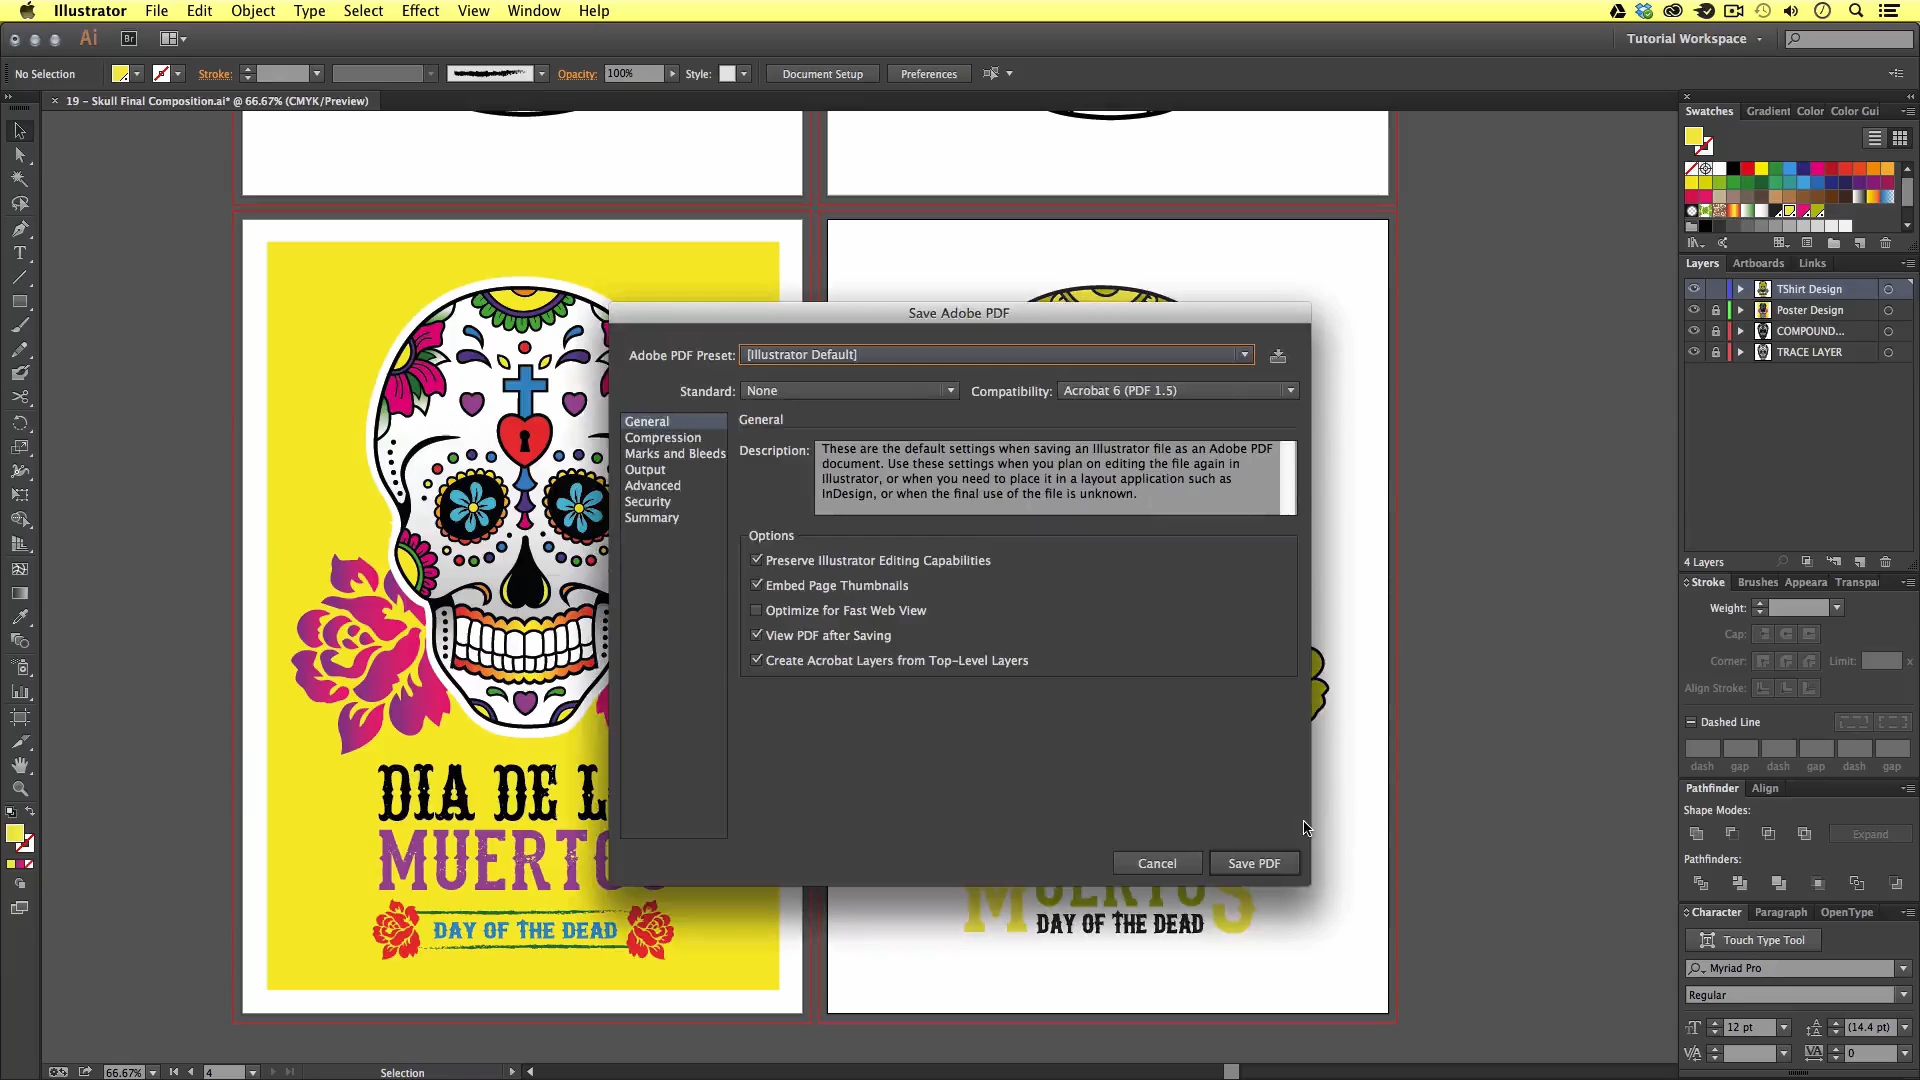 Illustrator File Edit Object Type Select Effect View Window Help
Ai Br Tutorial Workspace
No Selection Stroke: Opacity: 100% Style: Document Setup Preferences
× 19 – Skull Final Composition.ai* @ 66.67% (CMYK/Preview)
Swatches Gradient Color Color Gui
Layers Artboards Links
TShirt Design
Poster Design
COMPOUND...
TRACE LAYER
4 Layers
Stroke Brushes Appeara Transpa
Weight:
Cap:
Corner: Limit: x
Align Stroke:
Dashed Line
dash gap dash gap dash gap
Pathfinder Align
Shape Modes:
Expand
Pathfinders:
Character Paragraph OpenType
Touch Type Tool
Myriad Pro
Regular
12 pt (14.4 pt)
0
Save Adobe PDF
Adobe PDF Preset: [Illustrator Default]
Standard: None Compatibility: Acrobat 6 (PDF 1.5)
General
Compression
Marks and Bleeds
Output
Advanced
Security
Summary
General
Description: These are the default settings when saving an Illustrator file as an Adobe PDF
document. Use these settings when you plan on editing the file again in
Illustrator, or when you need to place it in a layout application such as
InDesign, or when the final use of the file is unknown.
Options
Preserve Illustrator Editing Capabilities
Embed Page Thumbnails
Optimize for Fast Web View
View PDF after Saving
Create Acrobat Layers from Top-Level Layers
Cancel Save PDF
DIA DE L
MUERTOS
DAY OF THE DEAD
MUERTOS
DAY OF THE DEAD
66.67% 4 Selection